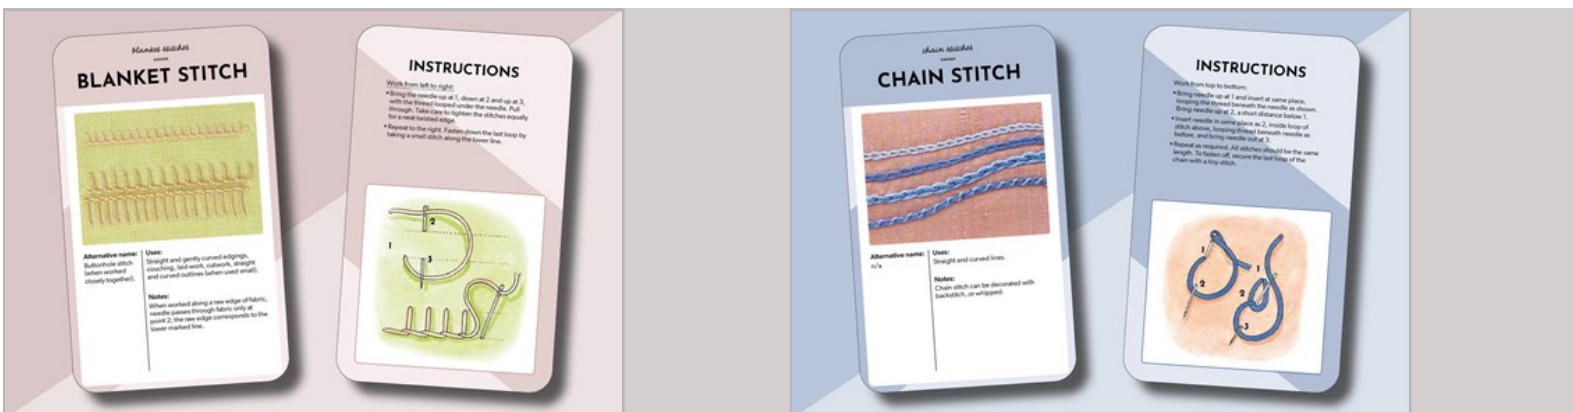 blanket stitches
BLANKET STITCH
Alternative name:
Buttonhole stitch
(when worked
closely together).
Uses:
Straight and gently curved edgings,
couching, laid work, cutwork, straight
and curved outlines (when used small).
Notes:
When worked along a raw edge of fabric,
needle passes through fabric only at
point 2; the raw edge corresponds to the
lower marked line.
INSTRUCTIONS
Work from left to right:
• Bring the needle up at 1, down at 2 and up at 3,
with the thread looped under the needle. Pull
through. Take care to tighten the stitches equally
for a neat twisted edge.
• Repeat to the right. Fasten down the last loop by
taking a small stitch along the lower line.
2
1
3
chain stitches
CHAIN STITCH
Alternative name:
n/a
Uses:
Straight and curved lines.
Notes:
Chain stitch can be decorated with
backstitch, or whipped.
INSTRUCTIONS
Work from top to bottom:
• Bring needle up at 1 and insert at same place,
looping the thread beneath the needle as shown.
Bring needle up at 2, a short distance below 1.
• Insert needle in same place as 2, inside loop of
stitch above, looping thread beneath needle as
before, and bring needle out at 3.
• Repeat as required. All stitches should be the same
length. To fasten off, secure the last loop of the
chain with a tiny stitch.
1
1
2
2
3